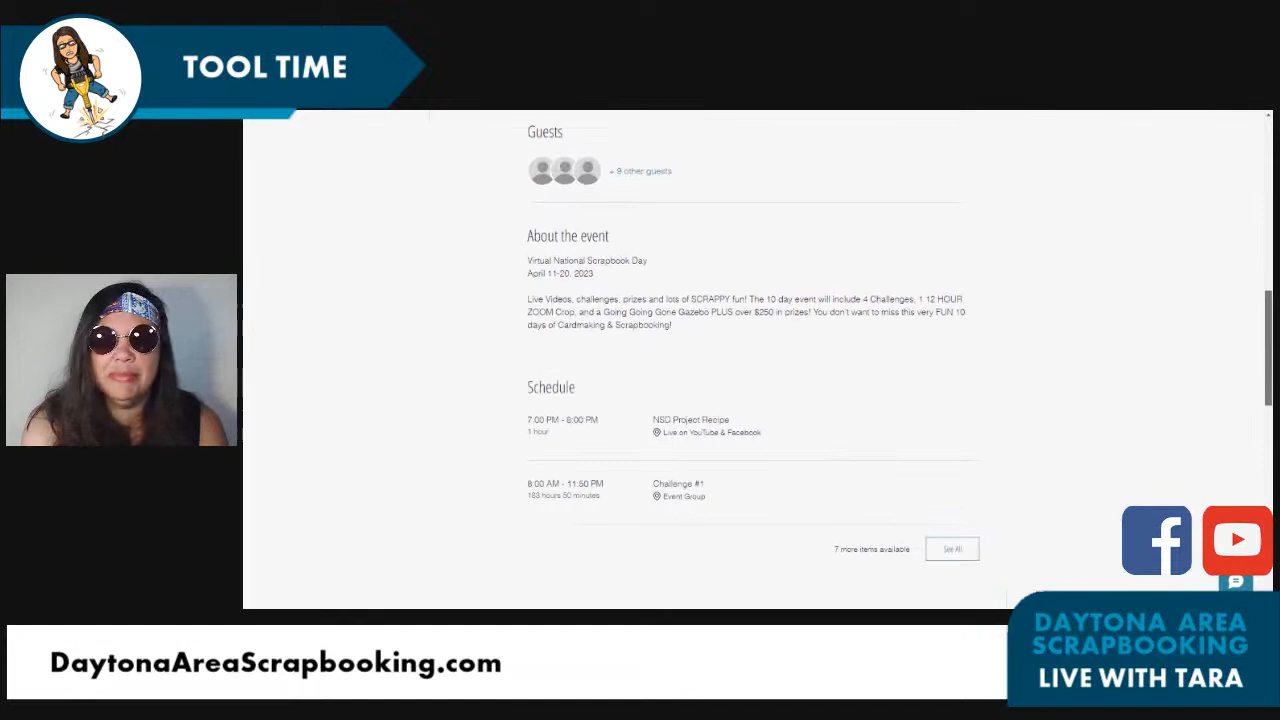 TOOL TIME
Guests
+ 9 other guests
About the event
Virtual National Scrapbook Day
April 11-20, 2023
Live Videos, challenges, prizes and lots of SCRAPPY fun! The 10 day event will include 4 Challenges, 1 12 HOUR
ZOOM Crop, and a Going Going Gone Gazebo PLUS over $250 in prizes! You don't want to miss this very FUN 10
days of Cardmaking & Scrapbooking!
Schedule
7:00 PM - 8:00 PM
NSD Project Recipe
1 hour
Live on YouTube & Facebook
8:00 AM - 11:50 PM
Challenge #1
183 hours 50 minutes
Event Group
7 more items available
See All
DAYTONA AREA
SCRAPBOOKING
LIVE WITH TARA
DaytonaAreaScrapbooking.com